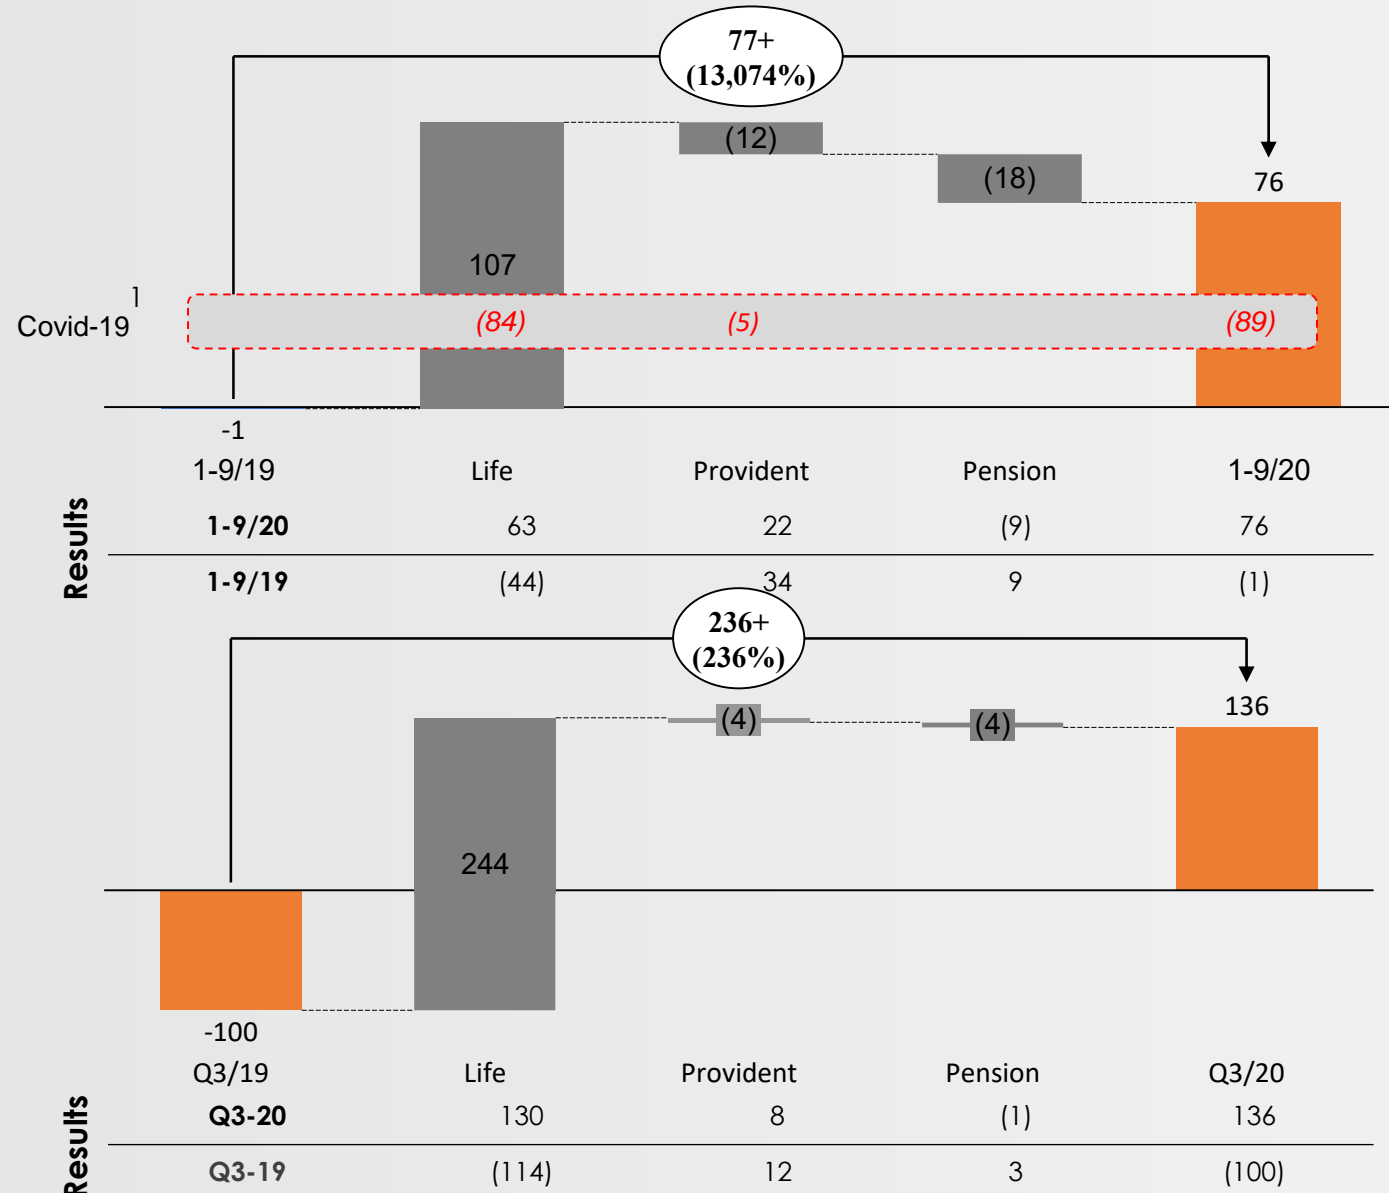 77+
(13,074%)
(12)
(18)
76
107
1
Covid-19
(84) (5) (89)
-1
1-9/19 Life Provident Pension 1-9/20
Results
1-9/20 63 22 (9) 76
1-9/19 (44) 34 9 (1)
236+
(236%)
(4) (4) 136
244
-100
Q3/19 Life Provident Pension Q3/20
Results
Q3-20 130 8 (1) 136
Q3-19 (114) 12 3 (100)